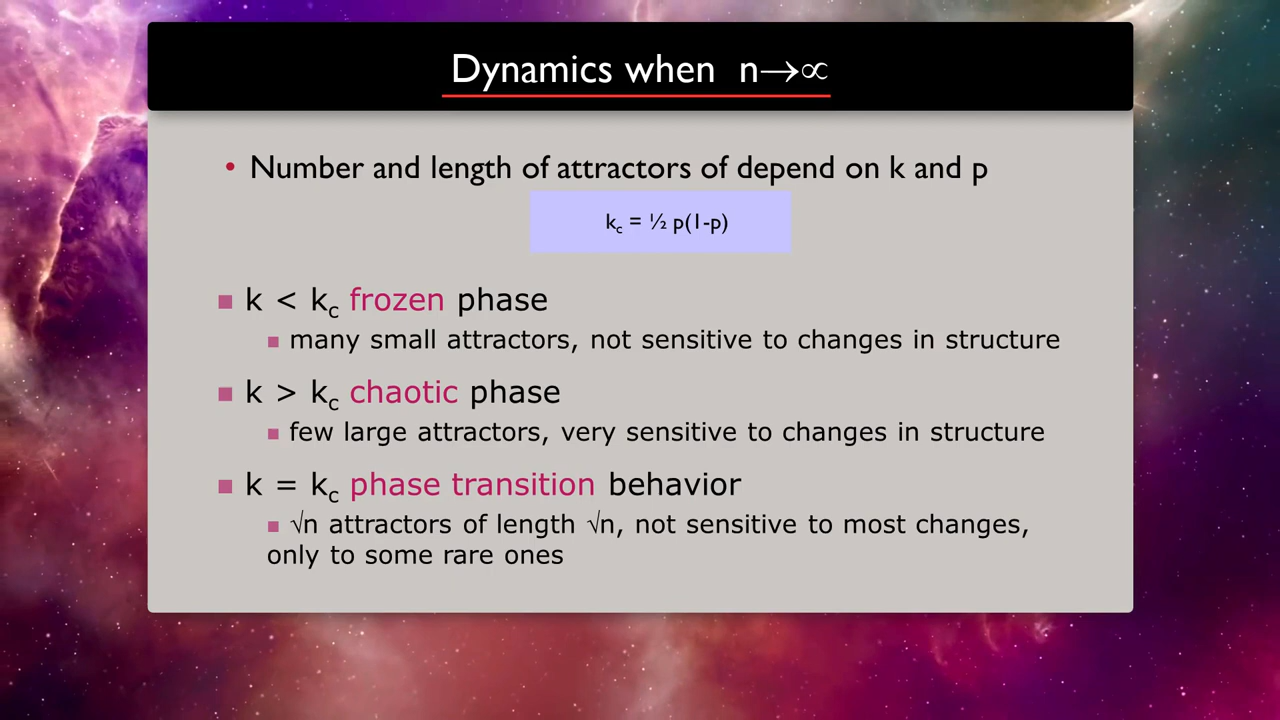 Dynamics when n→∝
• Number and length of attractors of depend on k and p
kc = ½ p(1-p)
■ k < kc frozen phase
■ many small attractors, not sensitive to changes in structure
■ k > kc chaotic phase
■ few large attractors, very sensitive to changes in structure
■ k = kc phase transition behavior
■ √n attractors of length √n, not sensitive to most changes,
only to some rare ones